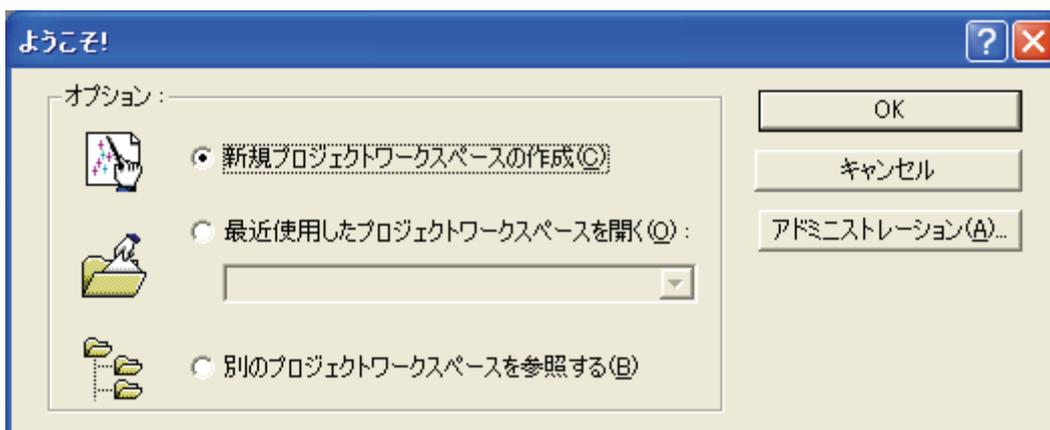 ようこそ!
オプション :
新規プロジェクトワークスペースの作成(C)
最近使用したプロジェクトワークスペースを開く(O) :
別のプロジェクトワークスペースを参照する(B)
OK
キャンセル
アドミニストレーション(A)...